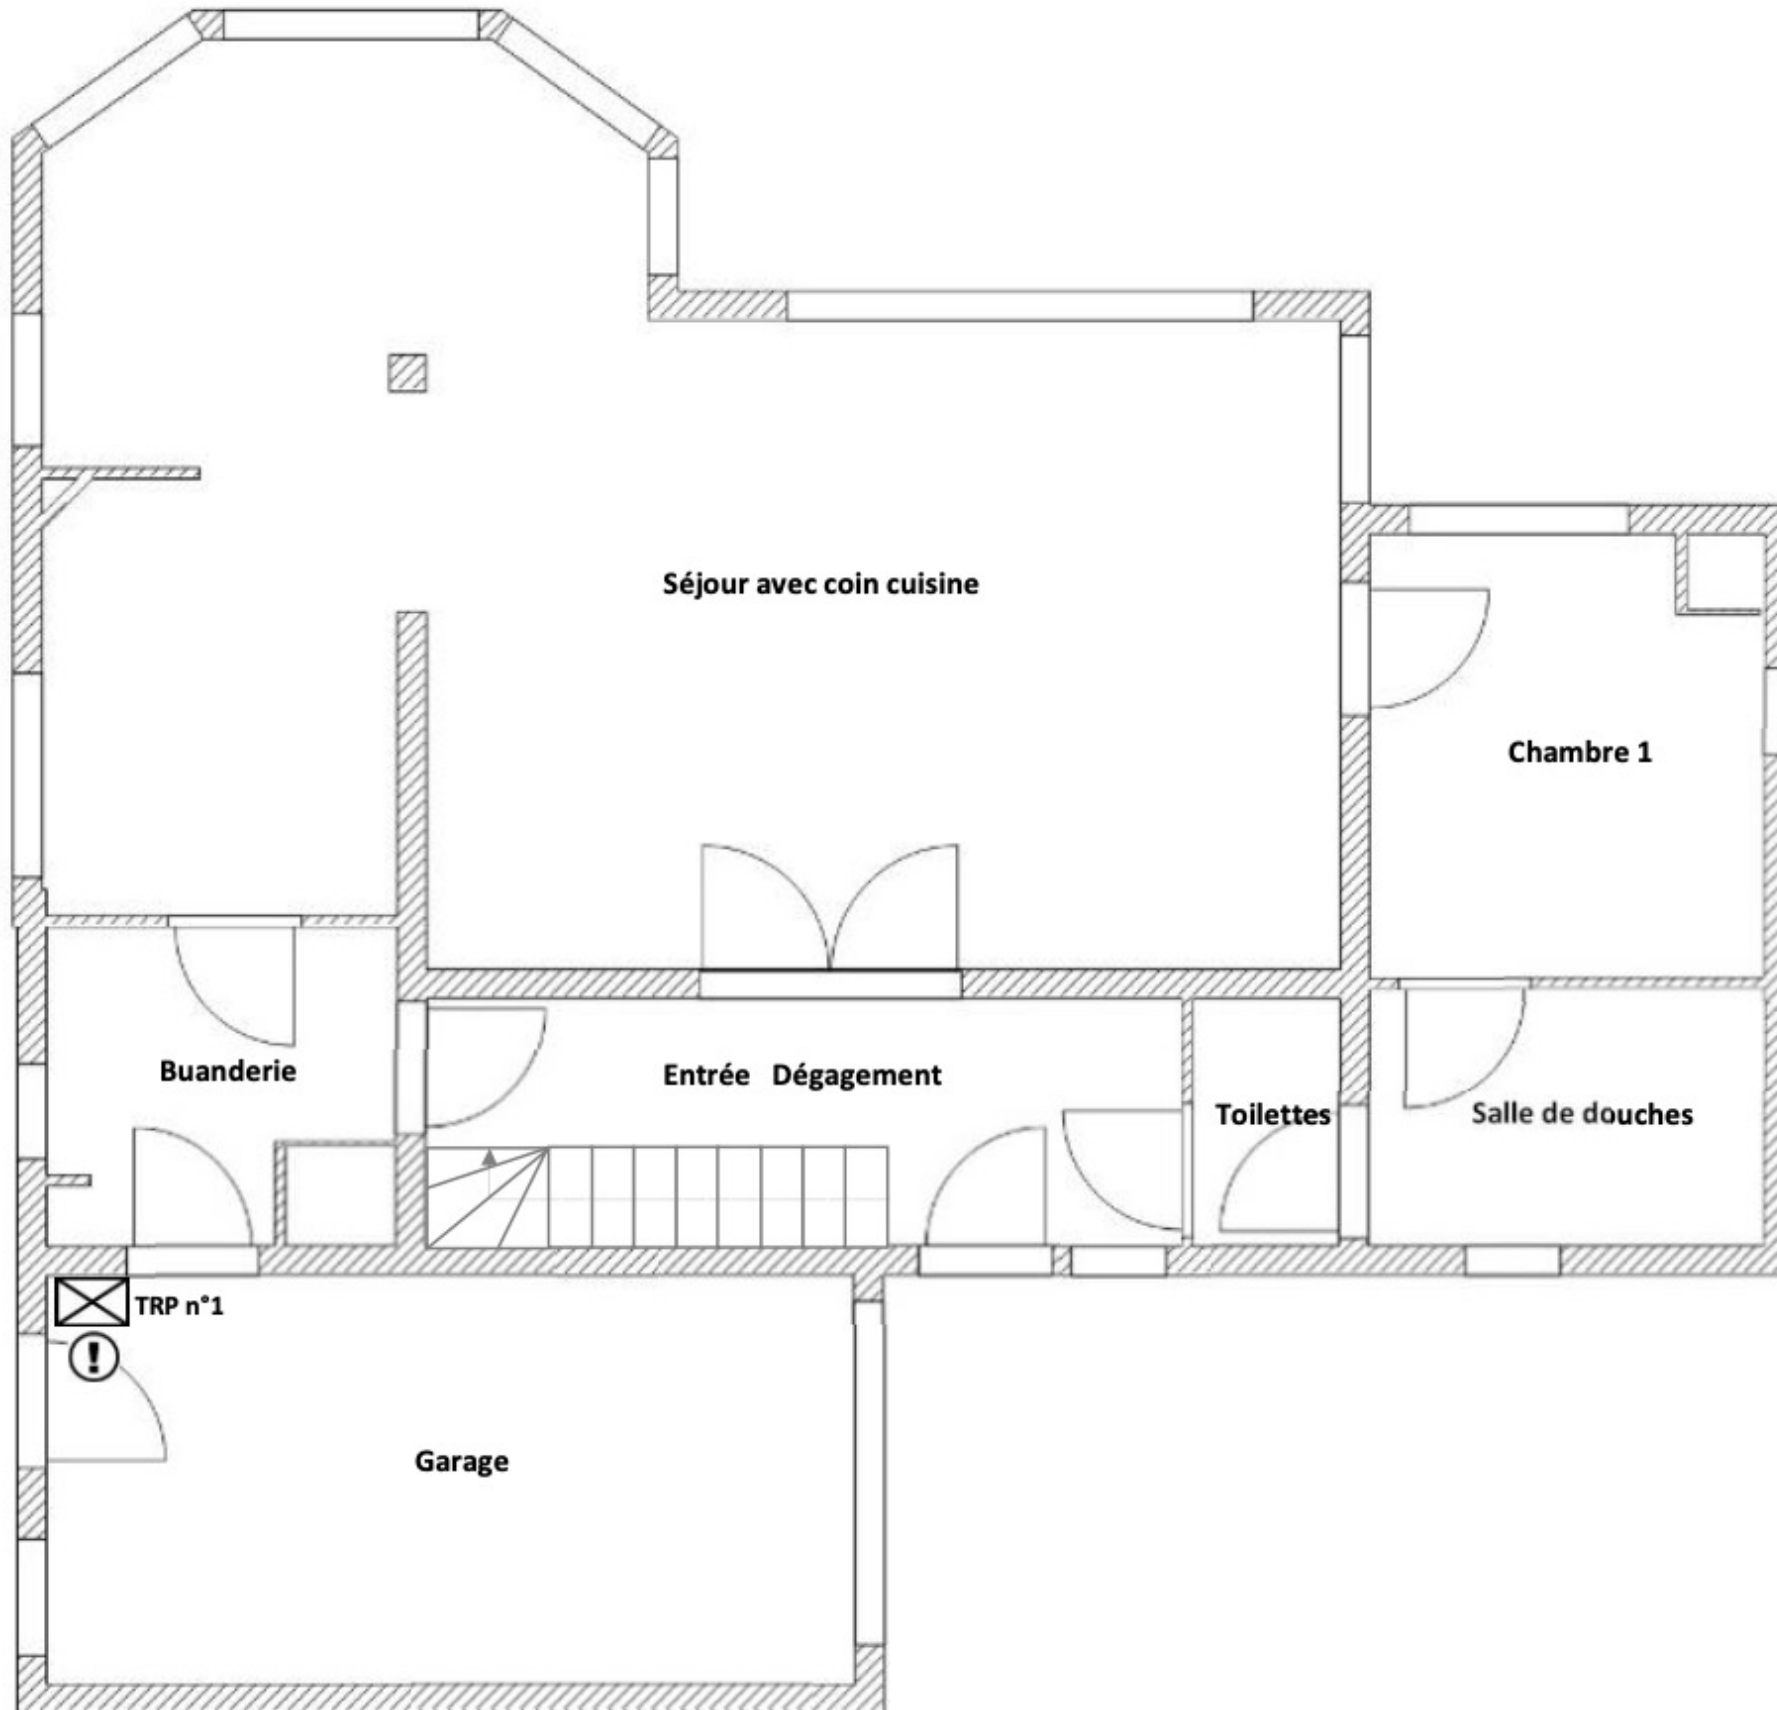 Séjour avec coin cuisine
Chambre 1
Buanderie
Entrée Dégagement
Toilettes
Salle de douches
TRP n°1
!
Garage